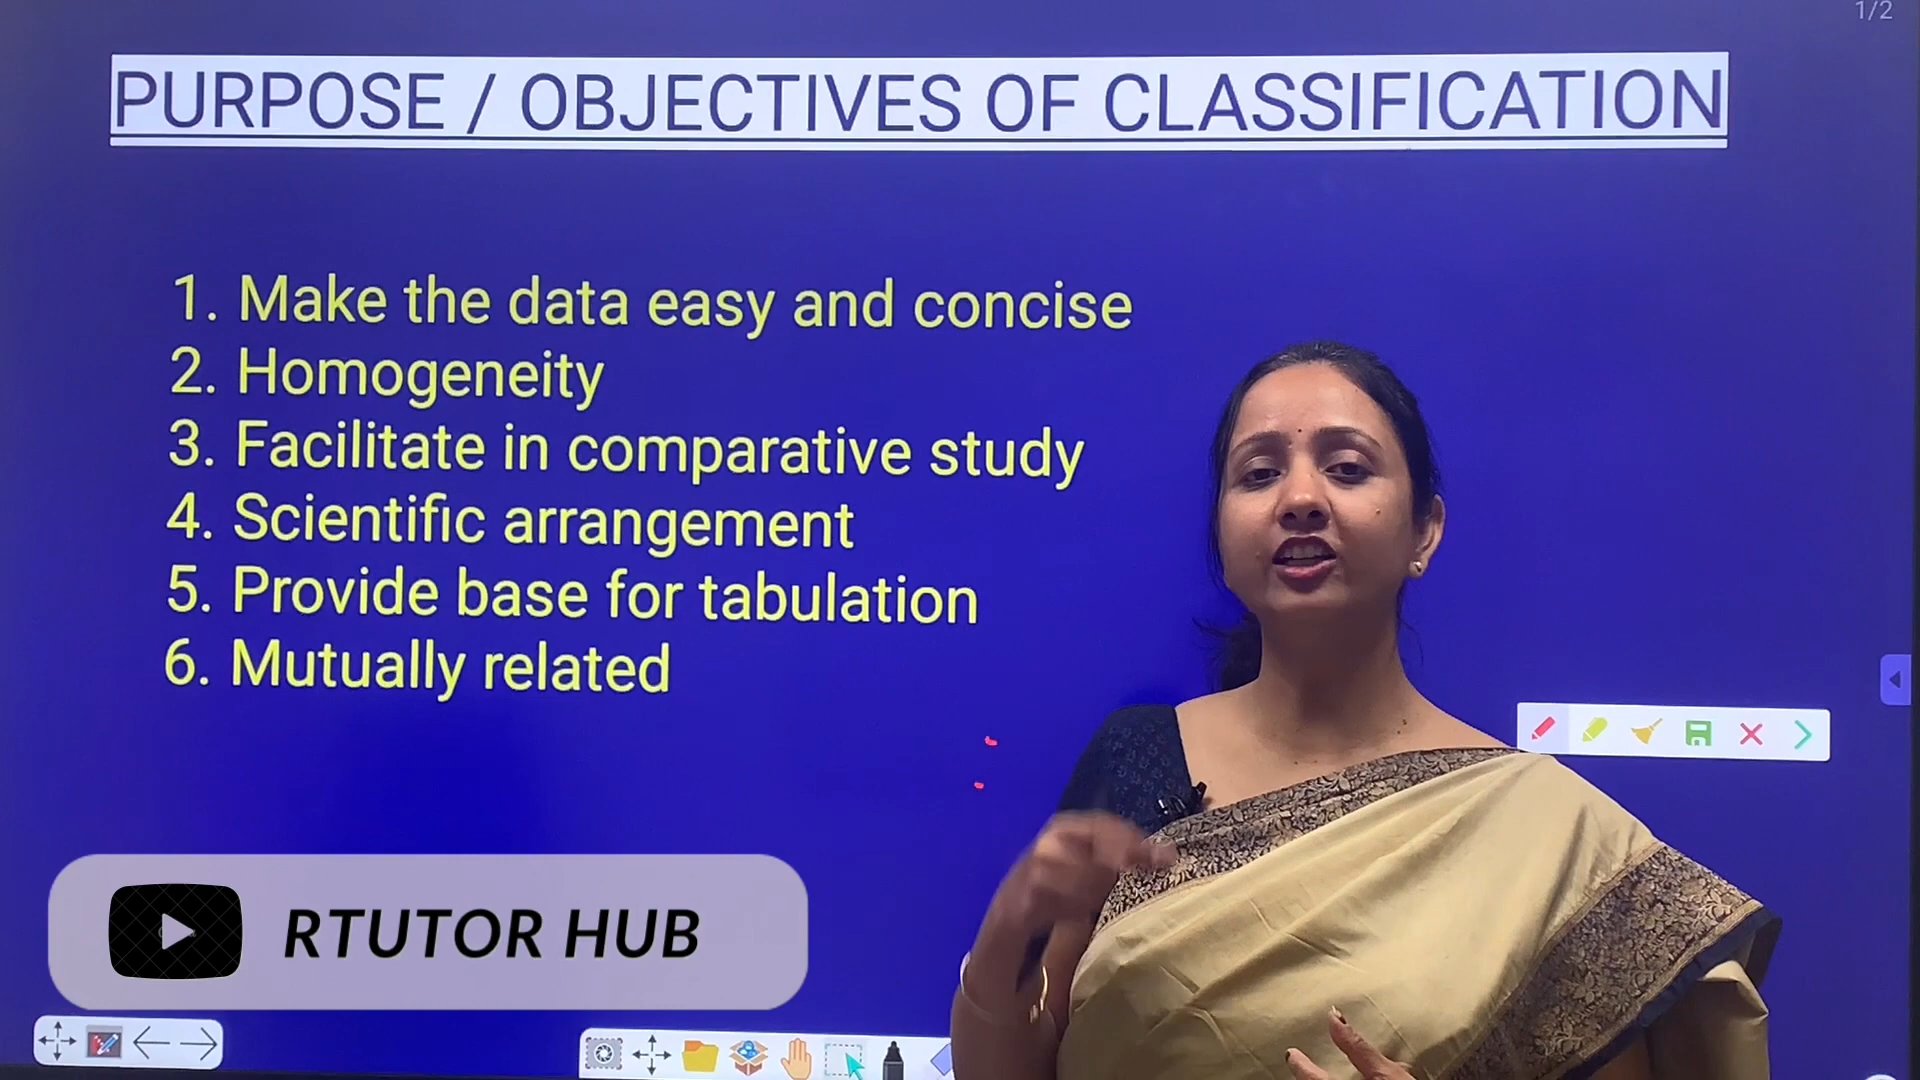 1/2
PURPOSE / OBJECTIVES OF CLASSIFICATION
1. Make the data easy and concise
2. Homogeneity
3. Facilitate in comparative study
4. Scientific arrangement
5. Provide base for tabulation
6. Mutually related
RTUTOR HUB